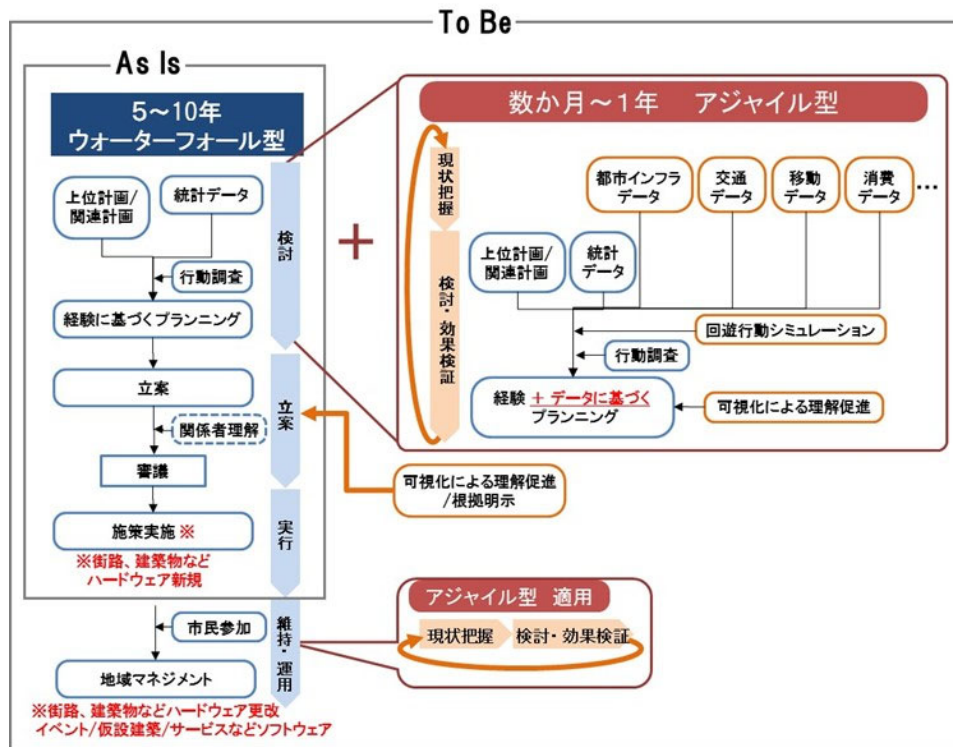 To Be
As Is
5～10年
ウォーターフォール型
上位計画/
関連計画
統計データ
行動調査
経験に基づくプランニング
立案
関係者理解
審議
施策実施 ※
※街路、建築物など
ハードウェア新規
検討
立案
実行
維持・運用
市民参加
地域マネジメント
※街路、建築物などハードウェア更改
イベント/仮設建築/サービスなどソフトウェア
+
数か月～1年 アジャイル型
現状把握
検討・効果検証
都市インフラ
データ
交通
データ
移動
データ
消費
データ
…
上位計画/
関連計画
統計
データ
回遊行動シミュレーション
行動調査
経験 + データに基づく
プランニング
可視化による理解促進
可視化による理解促進
/根拠明示
アジャイル型 適用
現状把握
検討・効果検証